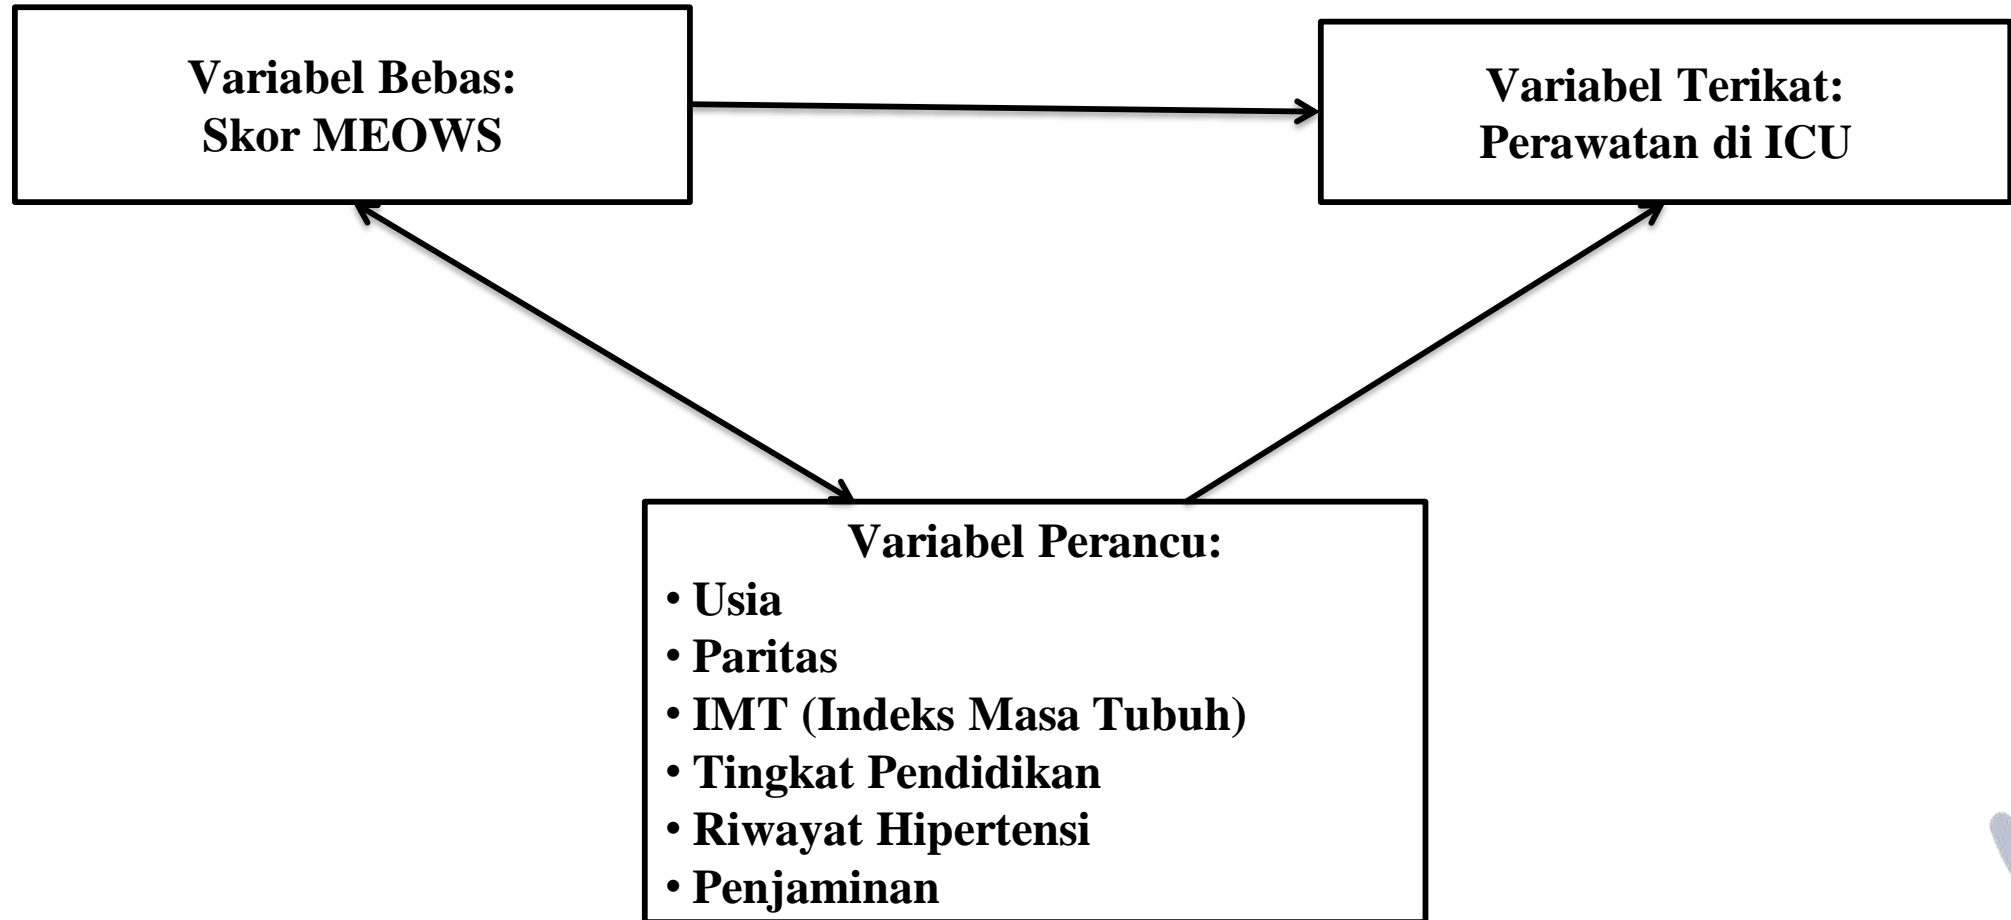 Variabel Bebas:
Skor MEOWS
Variabel Terikat:
Perawatan di ICU
Variabel Perancu:
• Usia
• Paritas
• IMT (Indeks Masa Tubuh)
• Tingkat Pendidikan
• Riwayat Hipertensi
• Penjaminan